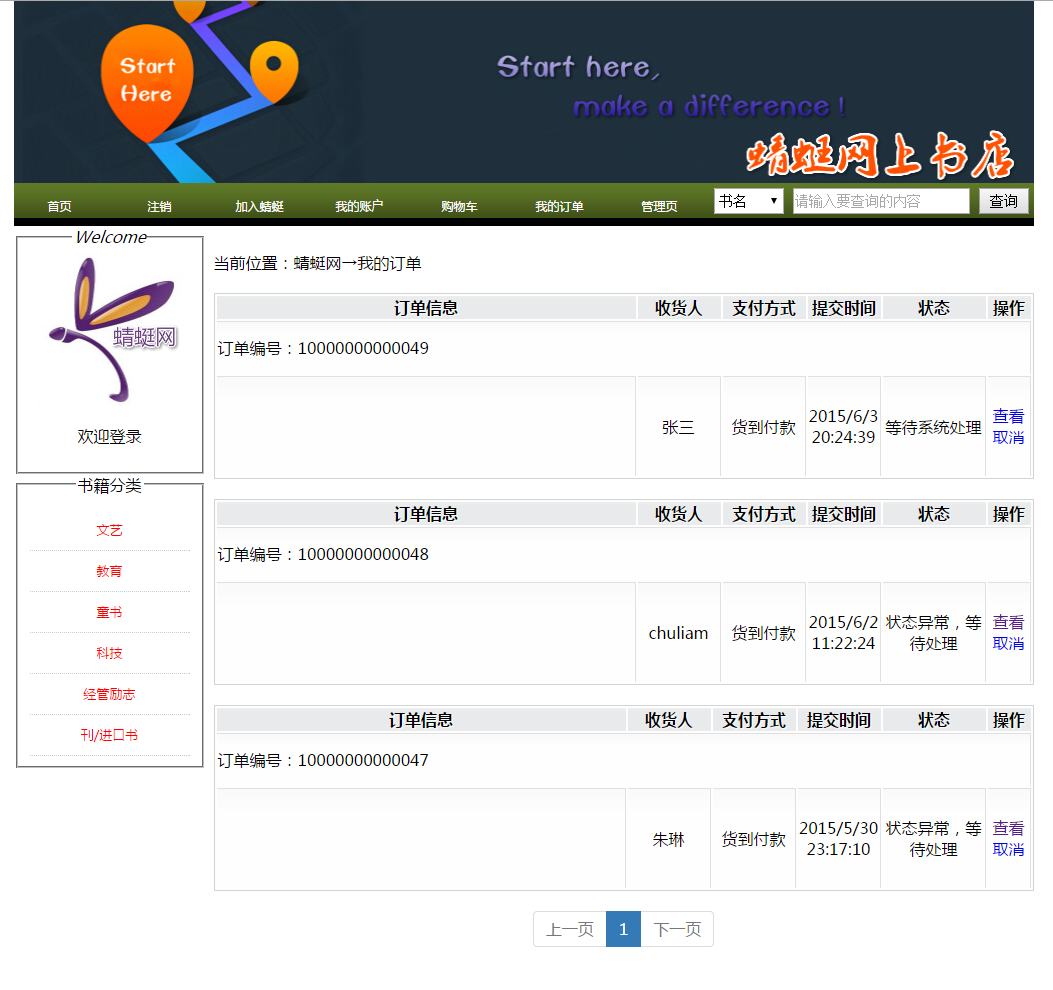 Start
Here
Start here,
make a difference !
蜻蜓网上书店
首页 注销 加入蜻蜓 我的账户 购物车 我的订单 管理页 书名 请输入要查询的内容 查询
Welcome
蜻蜓网
欢迎登录
书籍分类
文艺
教育
童书
科技
经管励志
刊/进口书
当前位置：蜻蜓网→我的订单
订单信息 收货人 支付方式 提交时间 状态 操作
订单编号：10000000000049
张三 货到付款 2015/6/3 20:24:39 等待系统处理 查看 取消
订单信息 收货人 支付方式 提交时间 状态 操作
订单编号：10000000000048
chuliam 货到付款 2015/6/2 11:22:24 状态异常，等待处理 查看 取消
订单信息 收货人 支付方式 提交时间 状态 操作
订单编号：10000000000047
朱琳 货到付款 2015/5/30 23:17:10 状态异常，等待处理 查看 取消
上一页 1 下一页